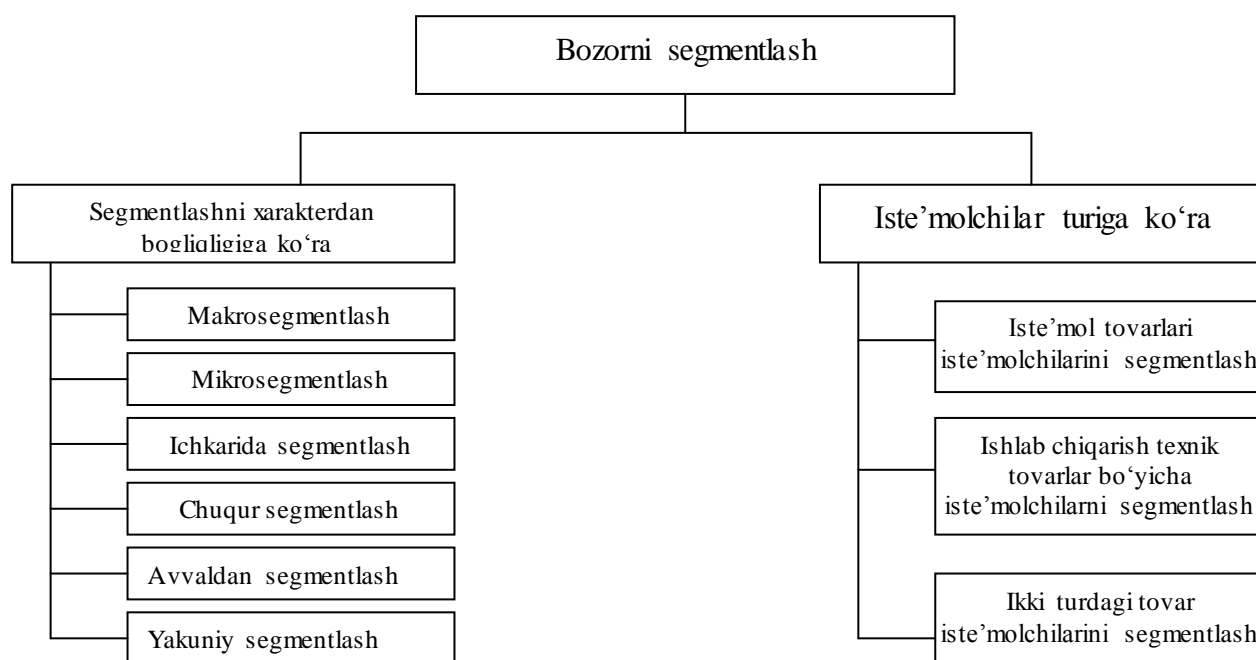 Bozorni segmentlash
Segmentlashni xarakterdan
bogliqligiga ko‘ra
Makrosegmentlash
Mikrosegmentlash
Ichkarida segmentlash
Chuqur segmentlash
Avvaldan segmentlash
Yakuniy segmentlash
Iste’molchilar turiga ko‘ra
Iste’mol tovarlari
iste’molchilarini segmentlash
Ishlab chiqarish texnik
tovarlar bo‘yicha
iste’molchilarni segmentlash
Ikki turdagi tovar
iste’molchilarini segmentlash